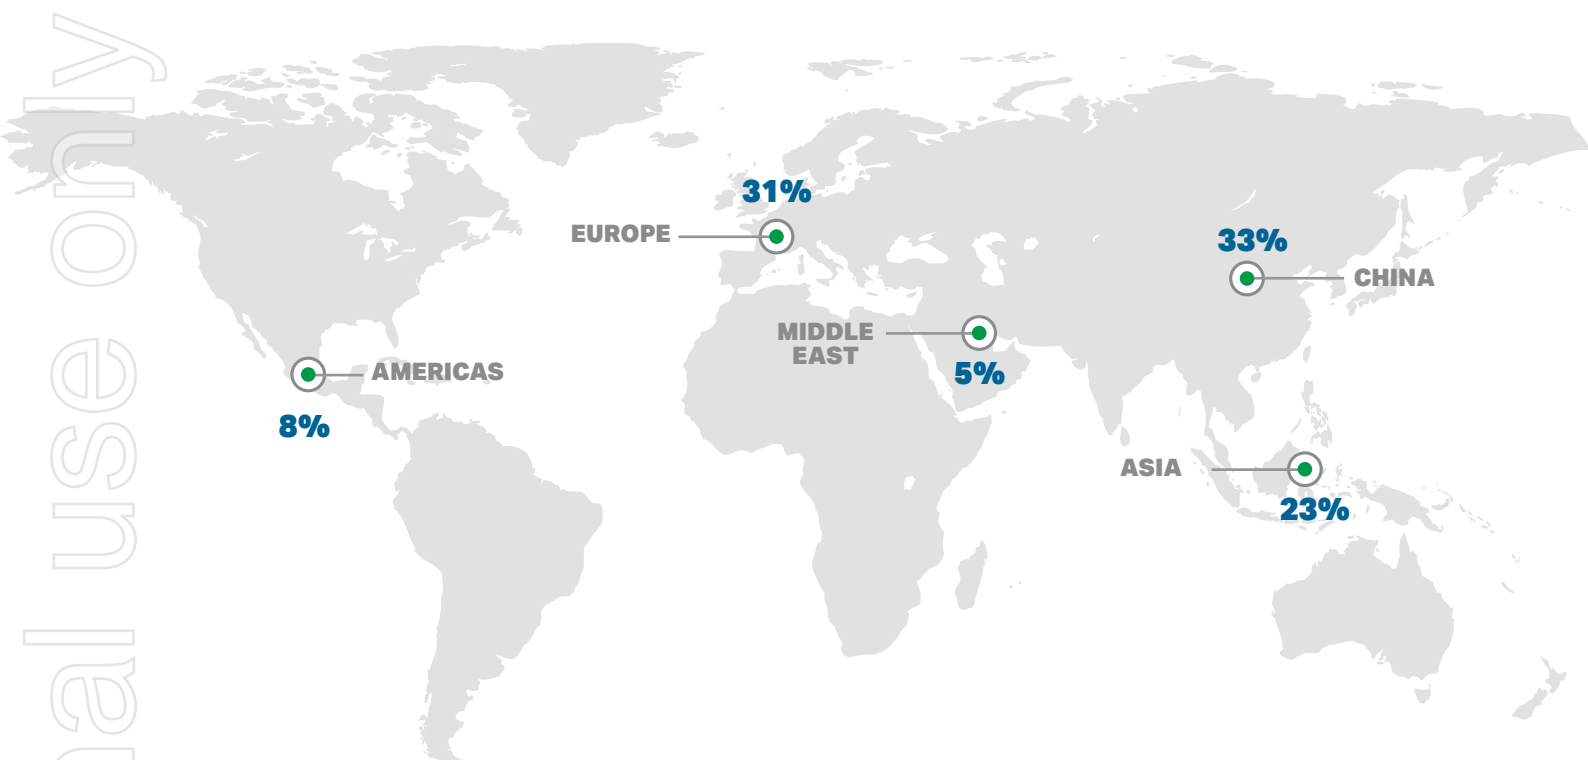 31%
EUROPE
33%
CHINA
MIDDLE
EAST
5%
AMERICAS
8%
ASIA
23%
nal use only